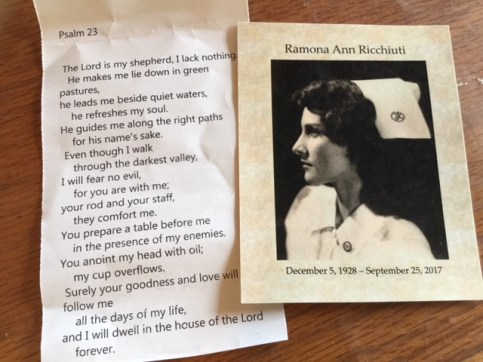 Psalm 23
The Lord is my shepherd, I lack nothing.
He makes me lie down in green
pastures,
he leads me beside quiet waters,
he refreshes my soul.
He guides me along the right paths
for his name's sake.
Even though I walk
through the darkest valley,
I will fear no evil,
for you are with me;
your rod and your staff,
they comfort me.
You prepare a table before me
in the presence of my enemies.
You anoint my head with oil;
my cup overflows.
Surely your goodness and love will
follow me
all the days of my life,
and I will dwell in the house of the Lord
forever.
Ramona Ann Ricchiuti
December 5, 1928 – September 25, 2017